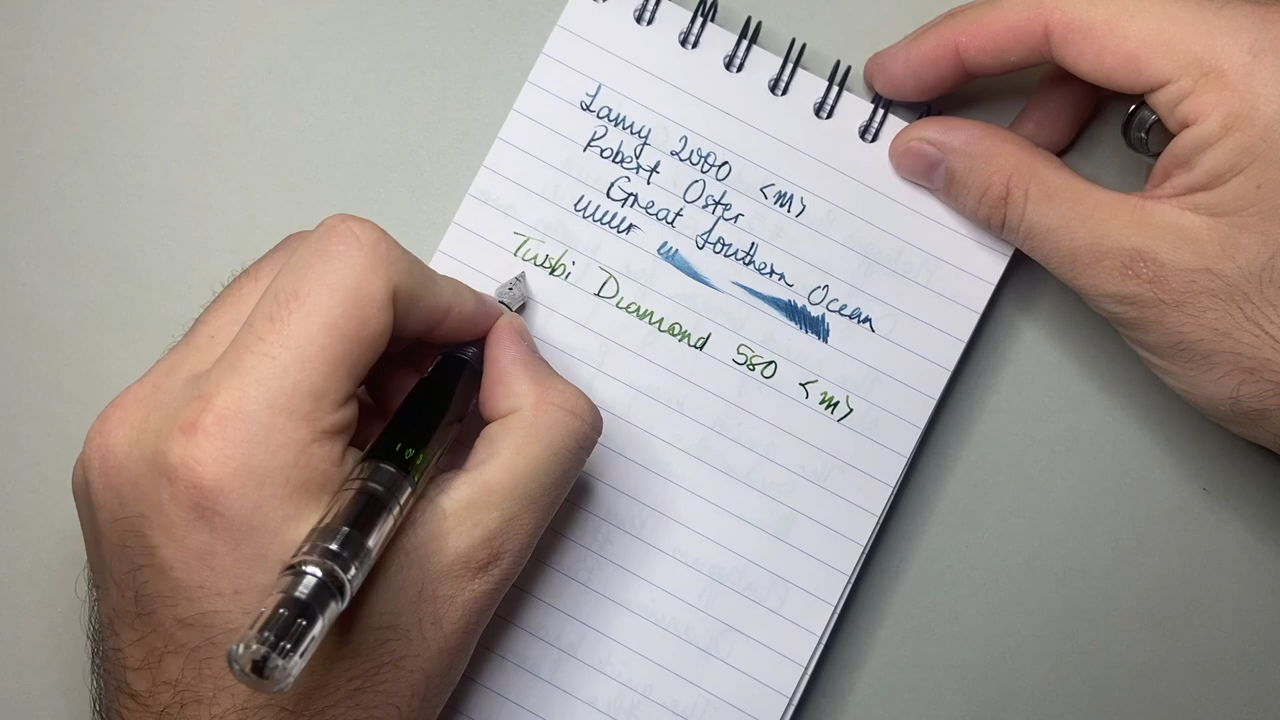 Lamy 2000 <m>
Robert Oster
Great Southern Ocean
Twsbi Diamond 580 <m>